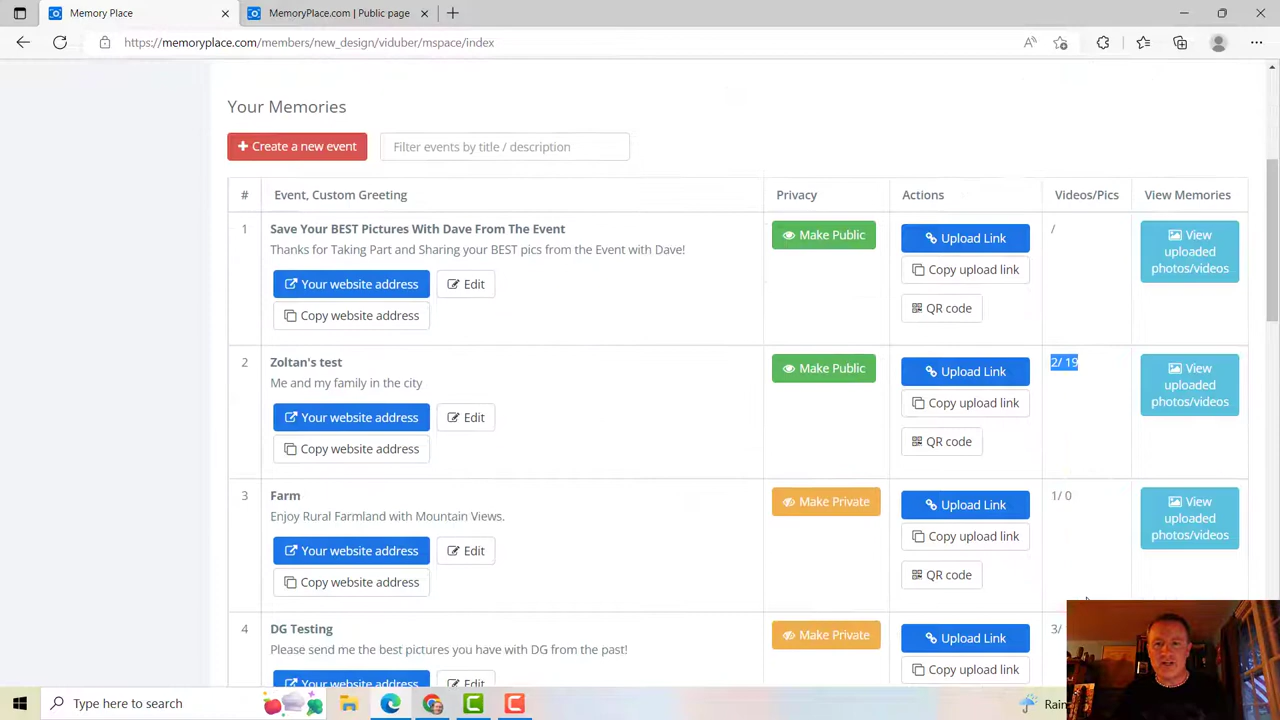 Memory Place
MemoryPlace.com | Public page
https://memoryplace.com/members/new_design/viduber/mspace/index
Your Memories
+ Create a new event
Filter events by title / description
# Event, Custom Greeting Privacy Actions Videos/Pics View Memories
1 Save Your BEST Pictures With Dave From The Event Make Public Upload Link / View uploaded photos/videos
Thanks for Taking Part and Sharing your BEST pics from the Event with Dave!
Your website address Edit Copy upload link
Copy website address QR code
2 Zoltan's test Make Public Upload Link 2/ 19 View uploaded photos/videos
Me and my family in the city
Your website address Edit Copy upload link
Copy website address QR code
3 Farm Make Private Upload Link 1/ 0 View uploaded photos/videos
Enjoy Rural Farmland with Mountain Views.
Your website address Edit Copy upload link
Copy website address QR code
4 DG Testing Make Private Upload Link 3/
Please send me the best pictures you have with DG from the past!
Your website address Edit Copy upload link
Type here to search
Rain